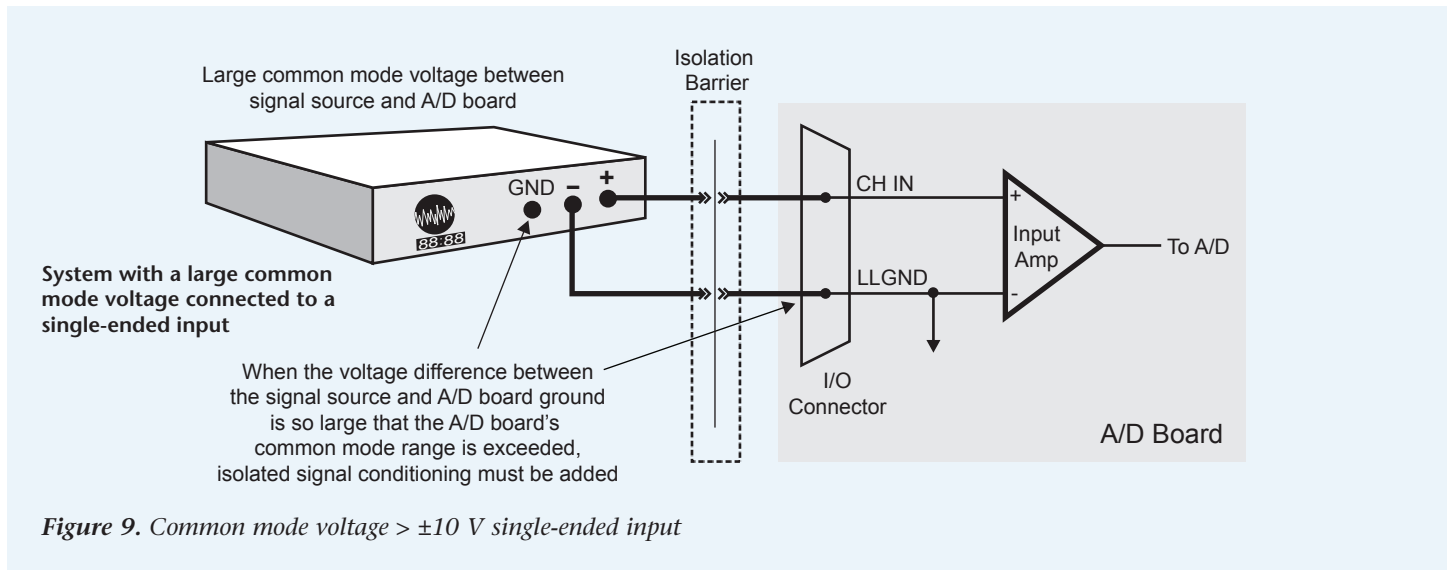 Large common mode voltage between
signal source and A/D board
Isolation
Barrier
GND
–
+
88:88
CH IN
+
Input
Amp
To A/D
LLGND
-
System with a large common
mode voltage connected to a
single-ended input
When the voltage difference between
the signal source and A/D board ground
is so large that the A/D board's
common mode range is exceeded,
isolated signal conditioning must be added
I/O
Connector
A/D Board
Figure 9. Common mode voltage > ±10 V single-ended input